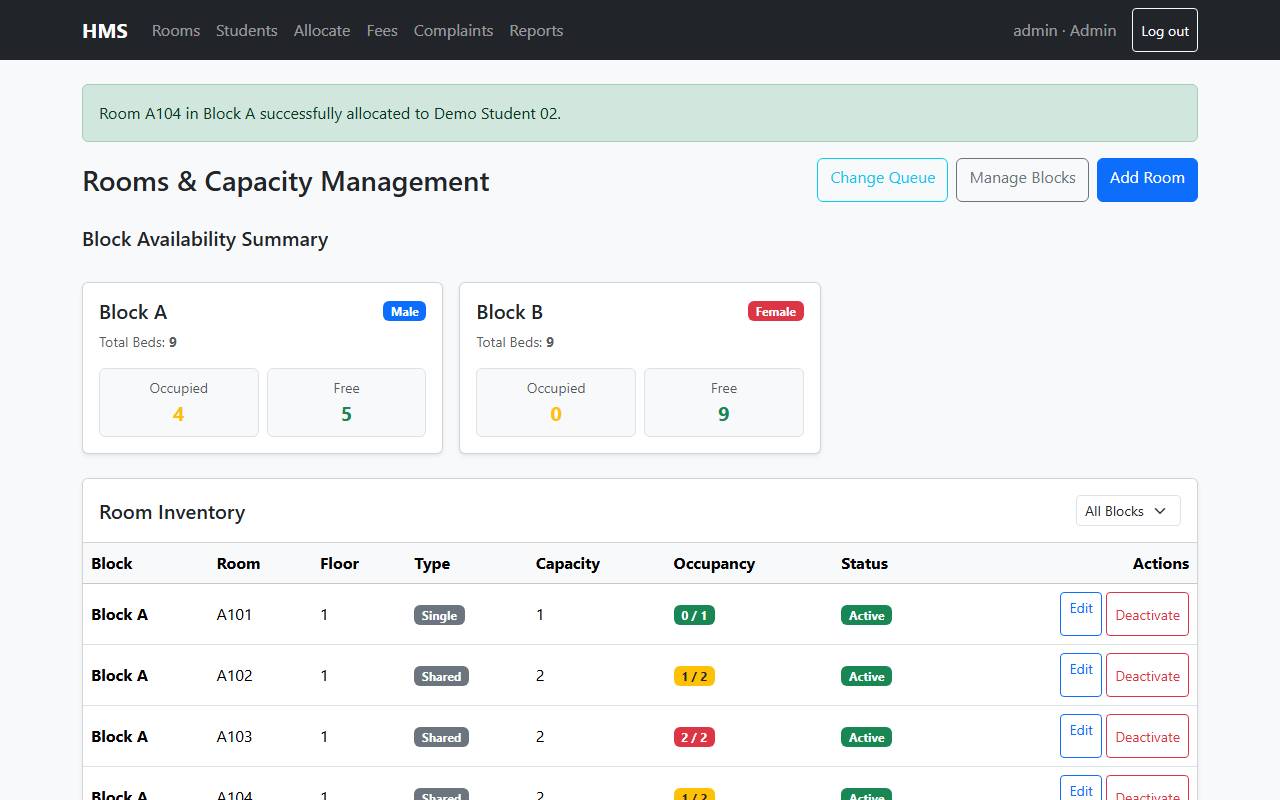 HMS Rooms Students Allocate Fees Complaints Reports admin · Admin Log out
Room A104 in Block A successfully allocated to Demo Student 02.
Rooms & Capacity Management Change Queue Manage Blocks Add Room
Block Availability Summary
Block A Male Block B Female
Total Beds: 9 Total Beds: 9
Occupied Free Occupied Free
4 5 0 9
Room Inventory All Blocks
Block Room Floor Type Capacity Occupancy Status Actions
Block A A101 1 Single 1 0 / 1 Active Edit Deactivate
Block A A102 1 Shared 2 1 / 2 Active Edit Deactivate
Block A A103 1 Shared 2 2 / 2 Active Edit Deactivate
Block A A104 1 Shared 2 1 / 2 Active Edit Deactivate